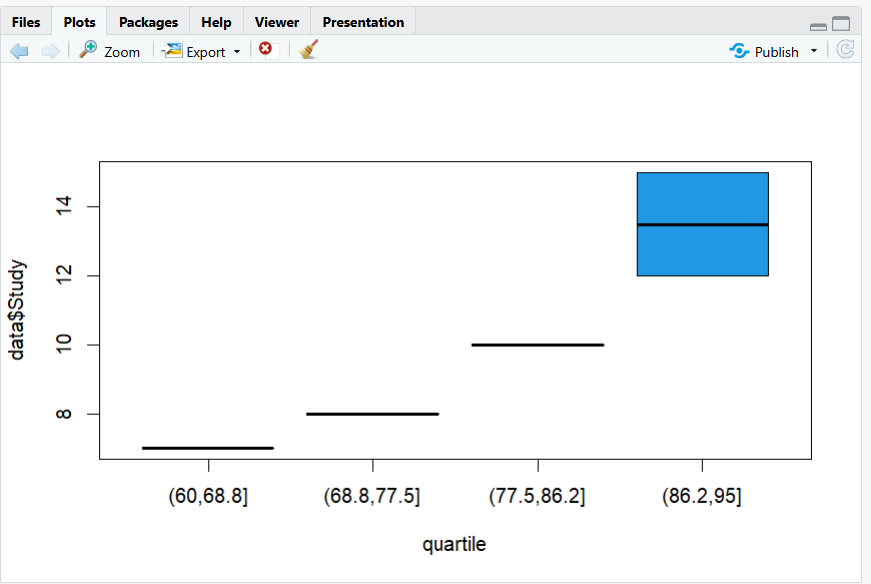 Files Plots Packages Help Viewer Presentation
Zoom Export Publish
14
12
10
8
data$Study
(60,68.8] (68.8,77.5] (77.5,86.2] (86.2,95]
quartile